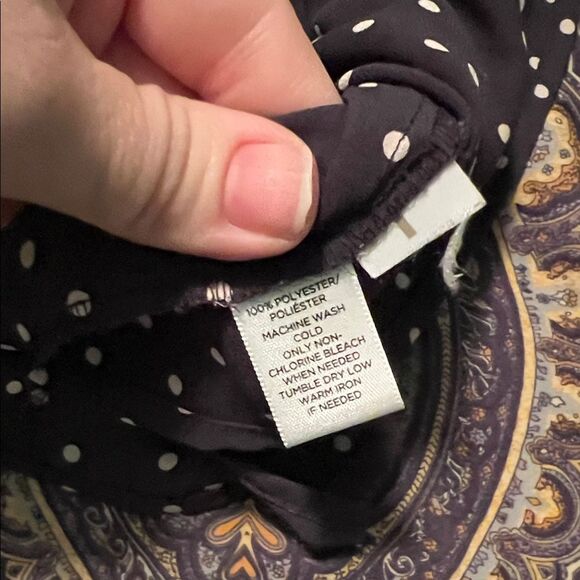 100% POLYESTER/
POLIÉSTER
MACHINE WASH
COLD
ONLY NON-
CHLORINE BLEACH
WHEN NEEDED
TUMBLE DRY LOW
WARM IRON
IF NEEDED